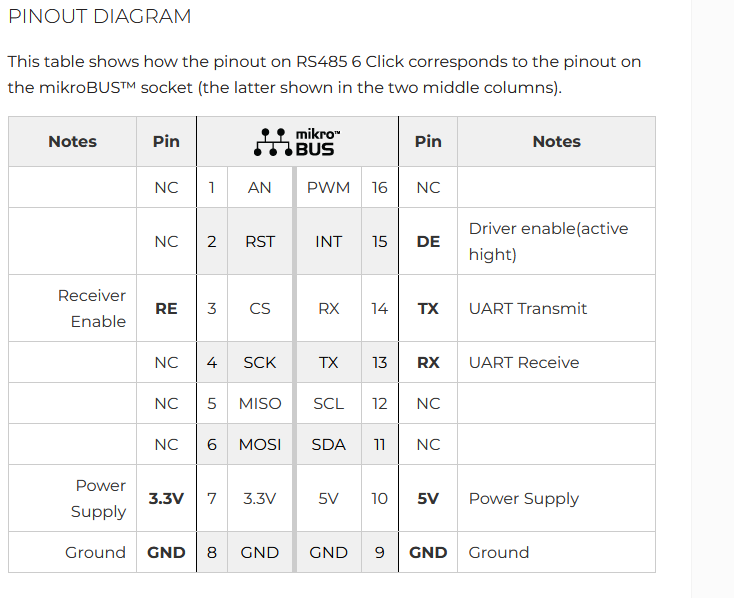 PINOUT DIAGRAM
This table shows how the pinout on RS485 6 Click corresponds to the pinout on
the mikroBUS™ socket (the latter shown in the two middle columns).
Notes Pin mikro™ BUS Pin Notes
NC 1 AN PWM 16 NC
NC 2 RST INT 15 DE Driver enable(active
hight)
Receiver
Enable RE 3 CS RX 14 TX UART Transmit
NC 4 SCK TX 13 RX UART Receive
NC 5 MISO SCL 12 NC
NC 6 MOSI SDA 11 NC
Power
Supply 3.3V 7 3.3V 5V 10 5V Power Supply
Ground GND 8 GND GND 9 GND Ground